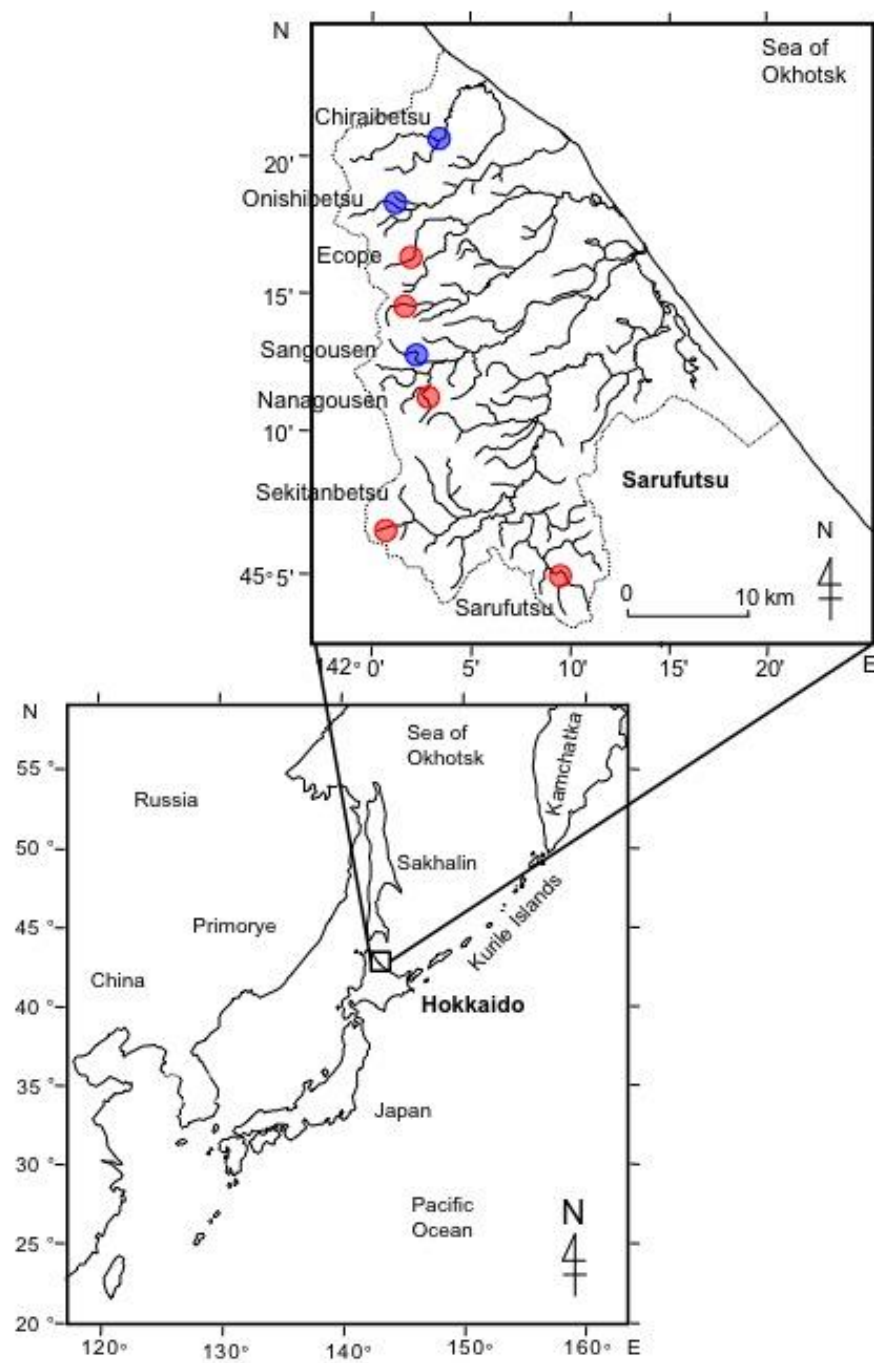 N
Sea of
Okhotsk
Chiraibetsu
20'
Onishibetsu
Ecope
15'
Sangousen
Nanagousen
10'
Sekitanbetsu
Sarufutsu
N
45° 5'
Sarufutsu
0 10 km
142° 0' 5' 10' 15' 20' E
N
Sea of
Okhotsk
Kamchatka
55 °
Russia
50 °
Sakhalin
45 °
Primorye
Kurile Islands
China
40 °
Hokkaido
35 °
Japan
30 °
Pacific
Ocean
N
25 °
20 °
120° 130° 140° 150° 160° E